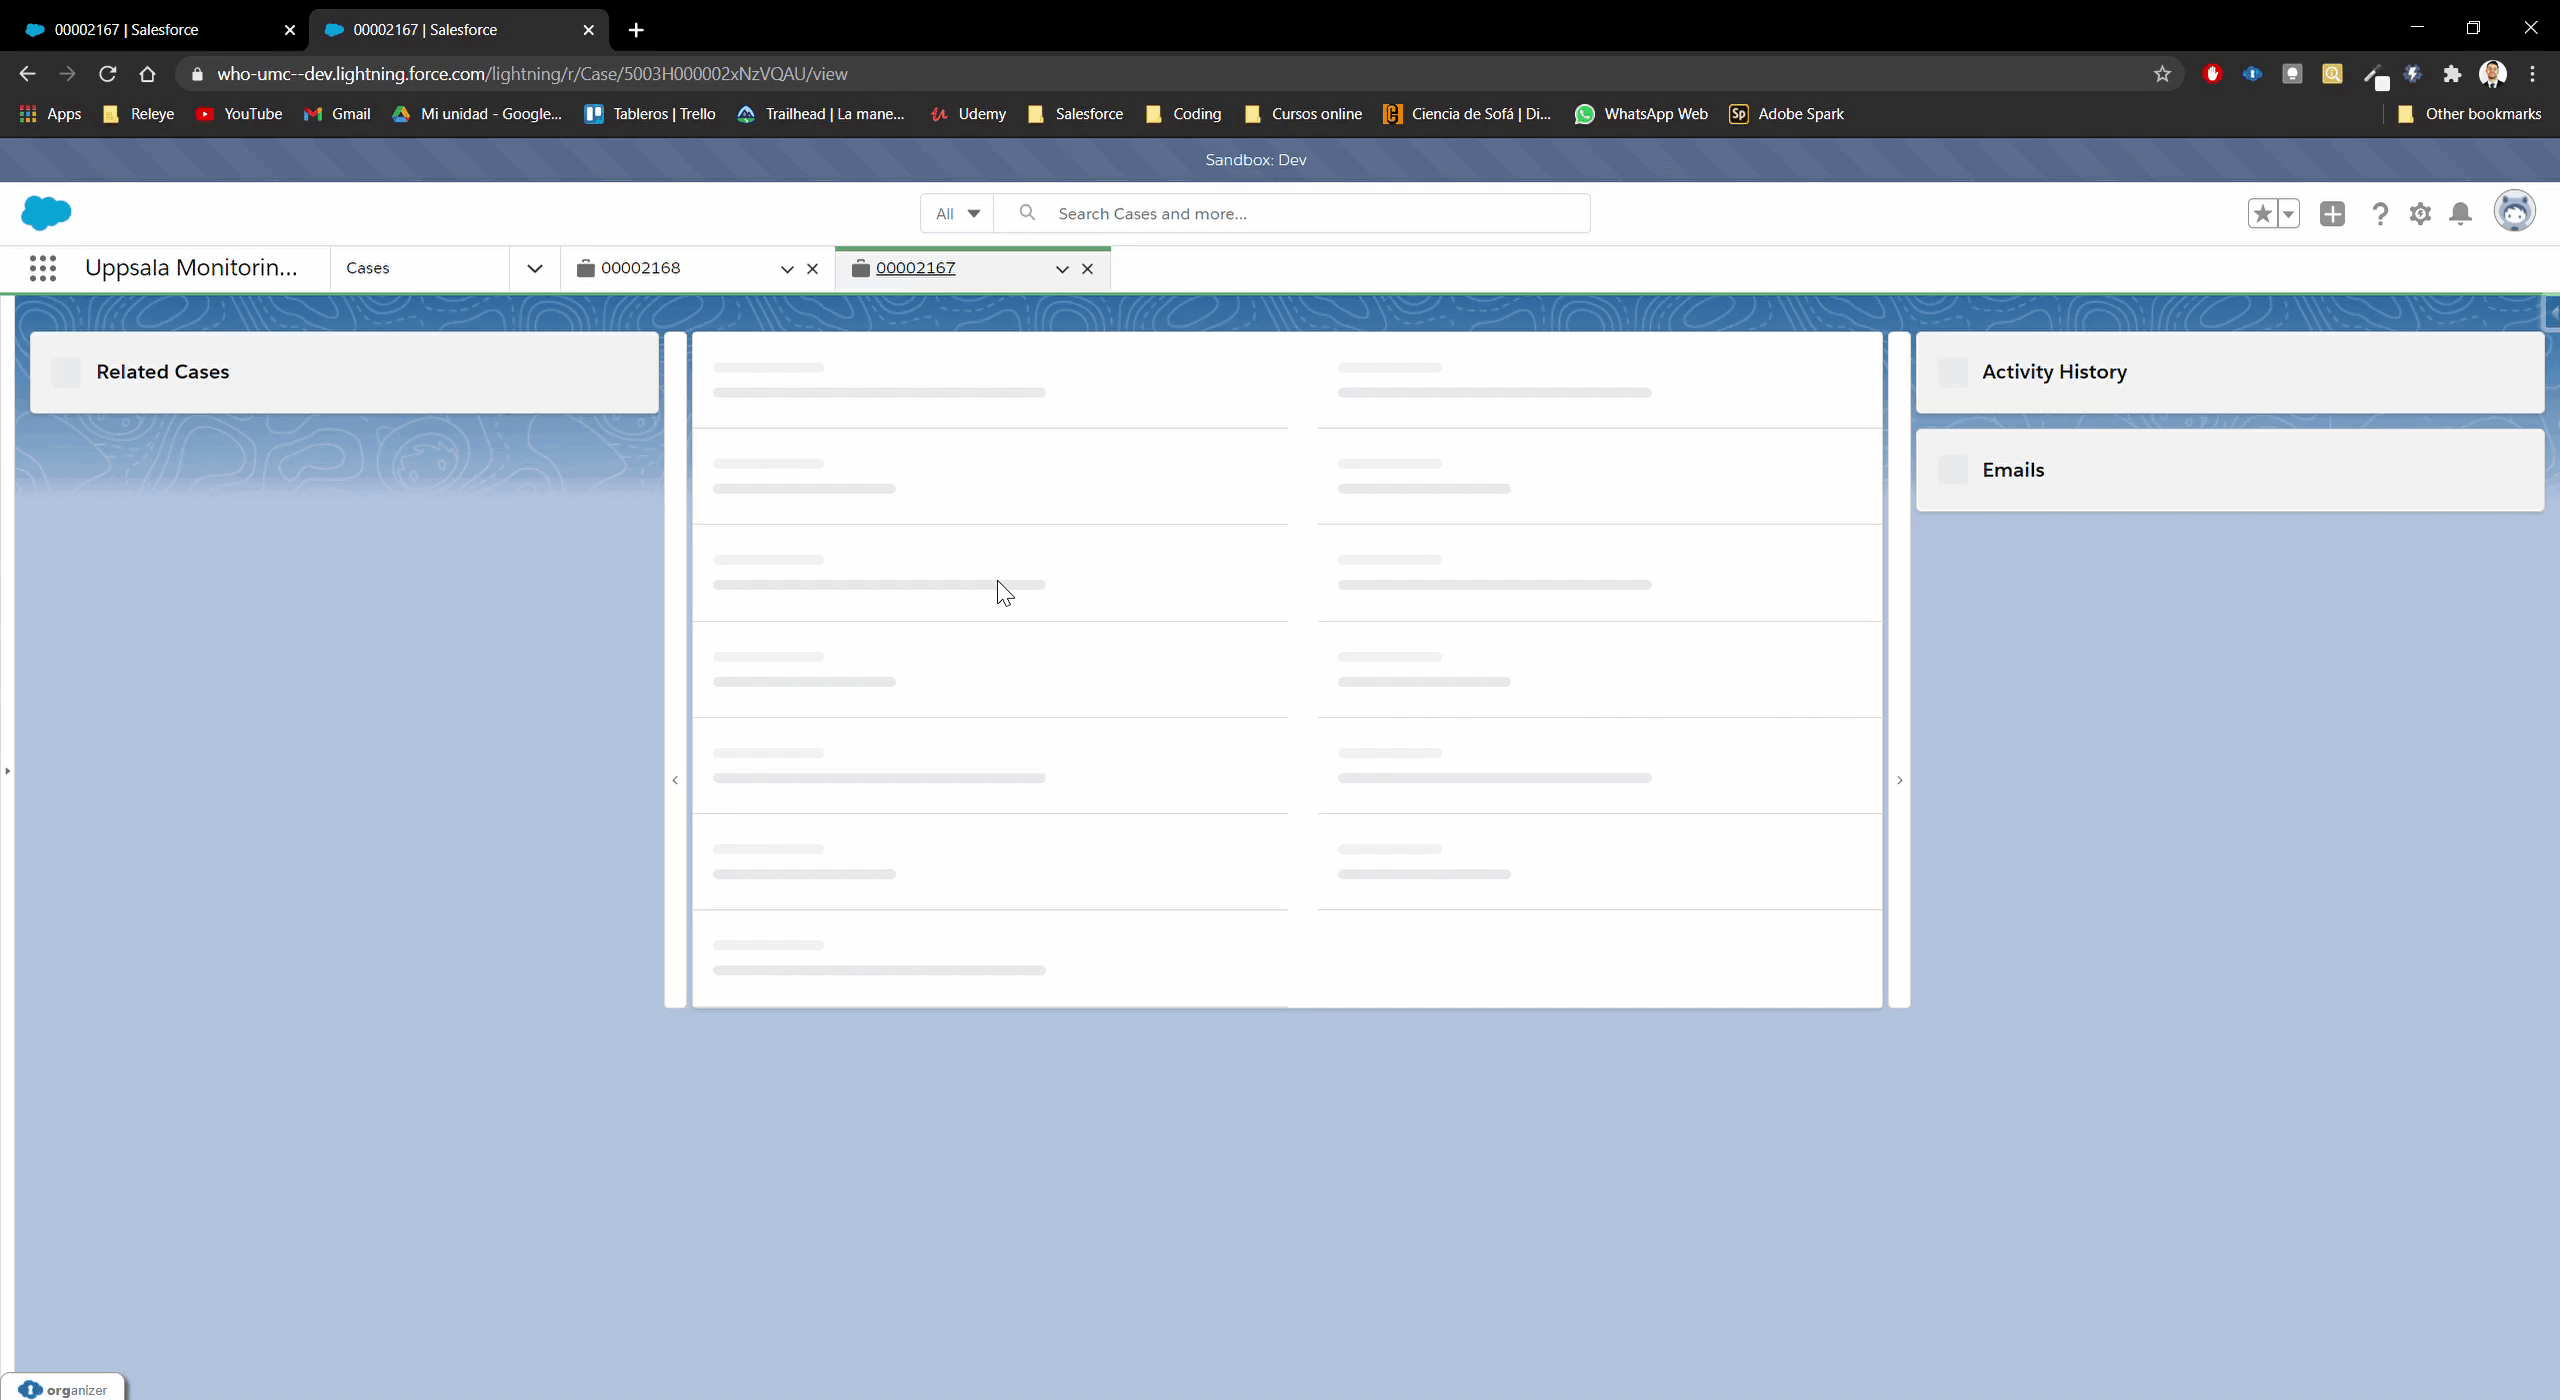 00002167 | Salesforce
00002167 | Salesforce
who-umc--dev.lightning.force.com/lightning/r/Case/5003H000002xNzVQAU/view
Apps Releye YouTube Gmail Mi unidad - Google... Tableros | Trello Trailhead | La mane... Udemy Salesforce Coding Cursos online Ciencia de Sofá | Di... WhatsApp Web Sp Adobe Spark Other bookmarks
Sandbox: Dev
All Search Cases and more...
Uppsala Monitorin... Cases 00002168 00002167
Related Cases
Activity History
Emails
organizer